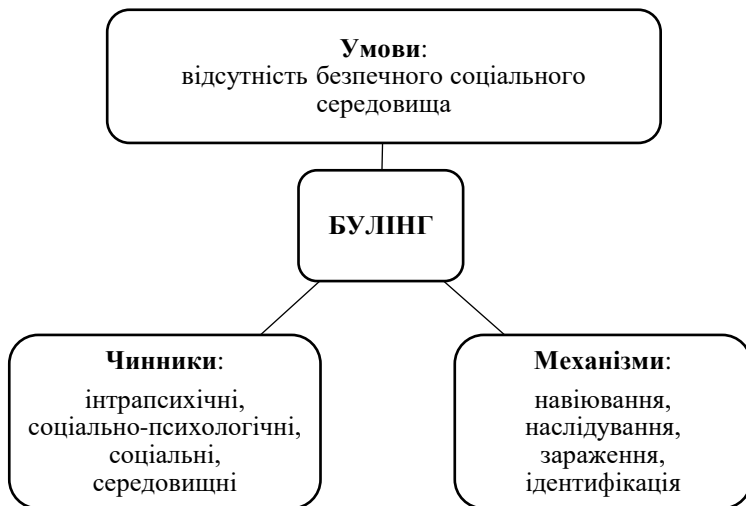 Умови:
відсутність безпечного соціального
середовища
БУЛІНГ
Чинники:
інтрапсихічні,
соціально-психологічні,
соціальні,
середовищні
Механізми:
навіювання,
наслідування,
зараження,
ідентифікація